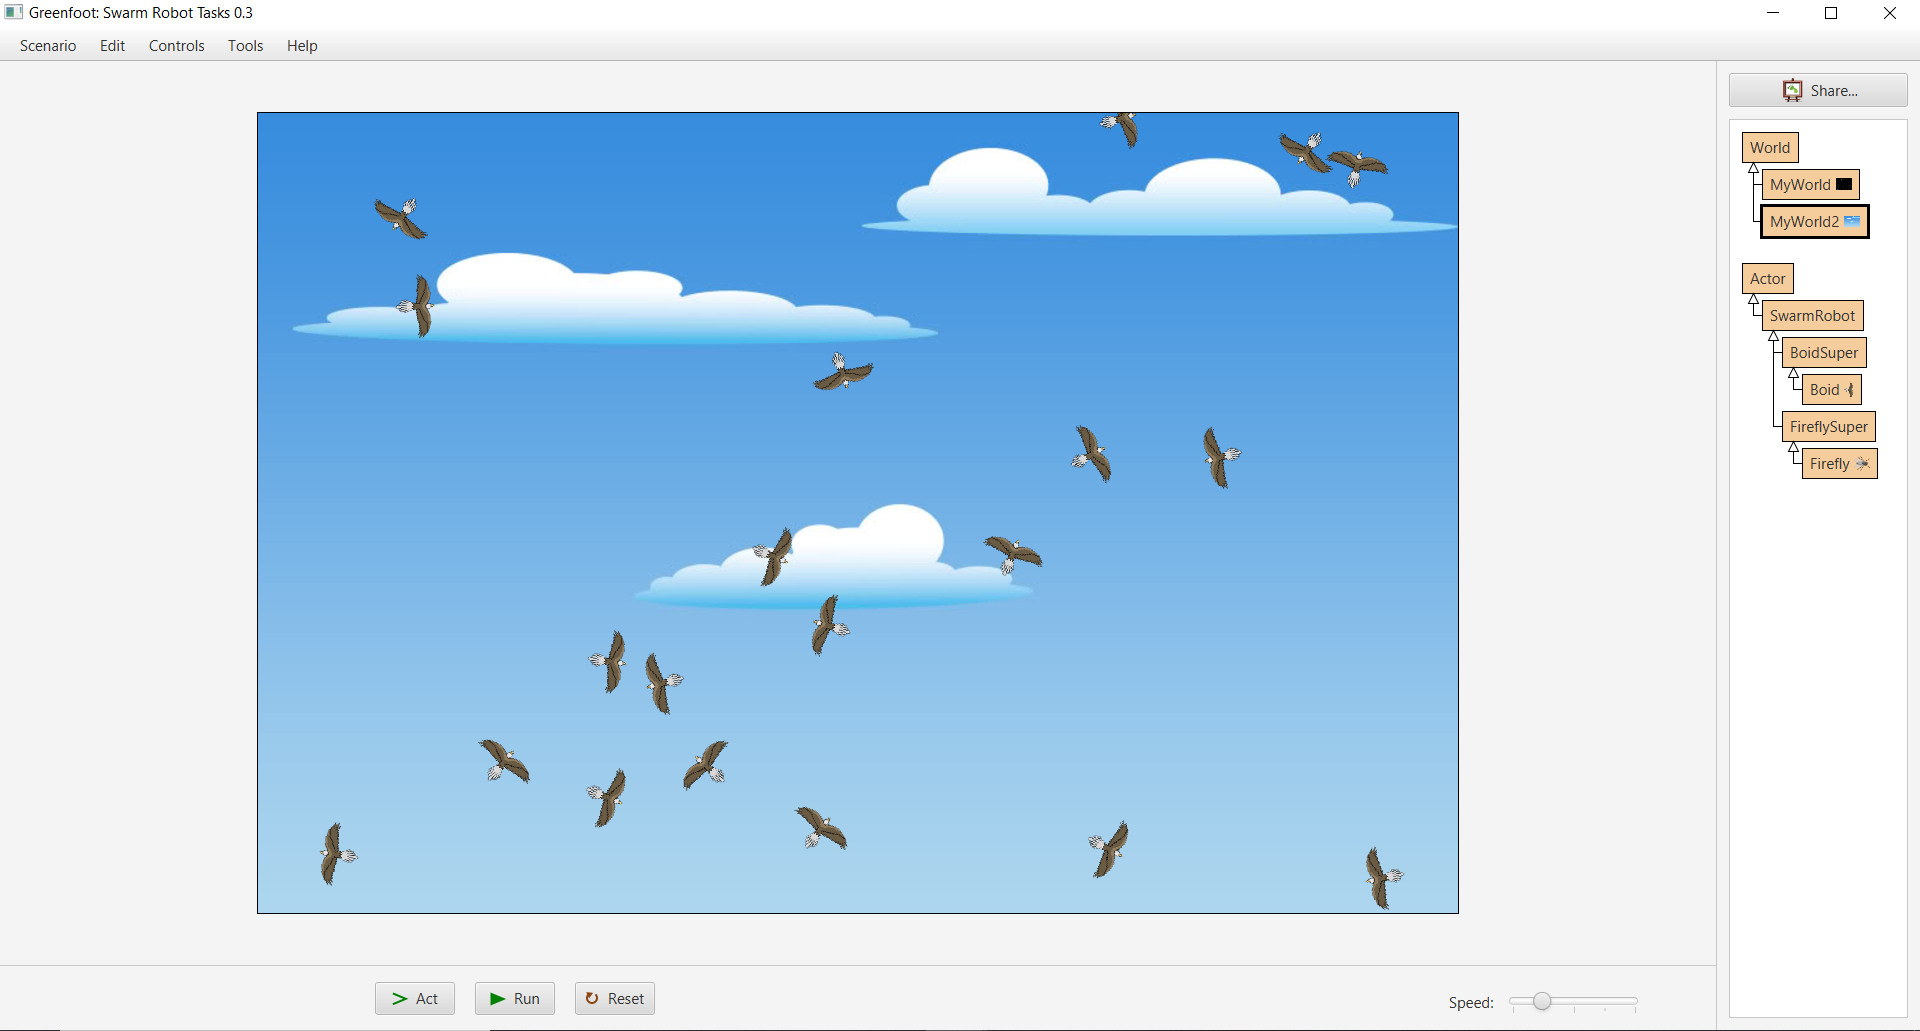 Greenfoot: Swarm Robot Tasks 0.3
Scenario Edit Controls Tools Help
Share...
World
MyWorld
MyWorld2
Actor
SwarmRobot
BoidSuper
Boid
FireflySuper
Firefly
Act Run Reset Speed: